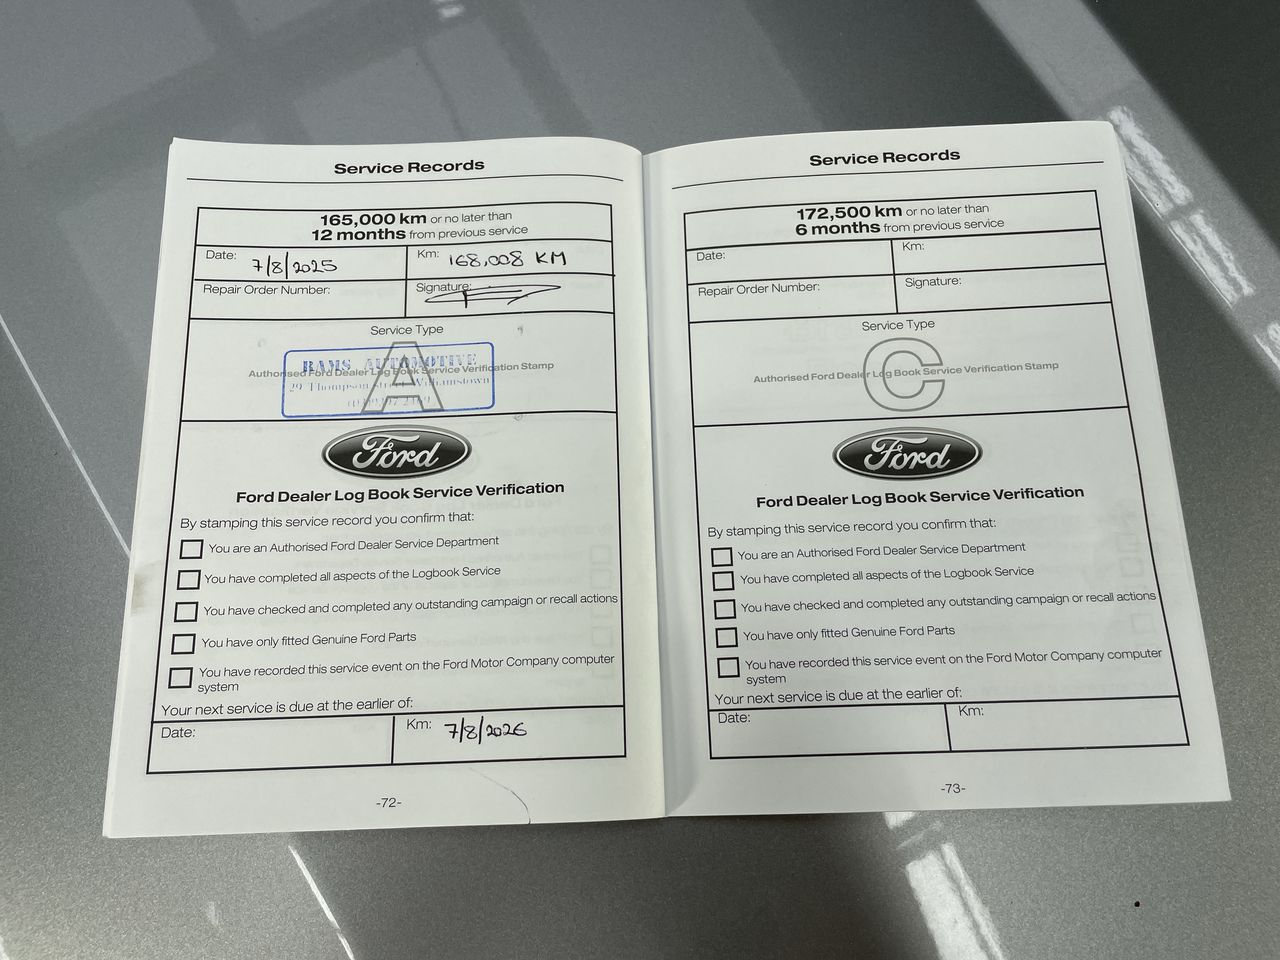 Service Records
165,000 km or no later than
12 months from previous service
Date: 7/8/2025
Km: 168,008 KM
Repair Order Number:
Signature:
Service Type
A
Authorised Ford Dealer Log Book Service Verification Stamp
RAMS AUTOMOTIVE
29 Thompson street Williamstown
Ford
Ford Dealer Log Book Service Verification
By stamping this service record you confirm that:
You are an Authorised Ford Dealer Service Department
You have completed all aspects of the Logbook Service
You have checked and completed any outstanding campaign or recall actions
You have only fitted Genuine Ford Parts
You have recorded this service event on the Ford Motor Company computer
system
Your next service is due at the earlier of:
Date:
Km: 7/8/2026
-72-
Service Records
172,500 km or no later than
6 months from previous service
Date:
Km:
Repair Order Number:
Signature:
Service Type
C
Authorised Ford Dealer Log Book Service Verification Stamp
Ford
Ford Dealer Log Book Service Verification
By stamping this service record you confirm that:
You are an Authorised Ford Dealer Service Department
You have completed all aspects of the Logbook Service
You have checked and completed any outstanding campaign or recall actions
You have only fitted Genuine Ford Parts
You have recorded this service event on the Ford Motor Company computer
system
Your next service is due at the earlier of:
Date:
Km:
-73-